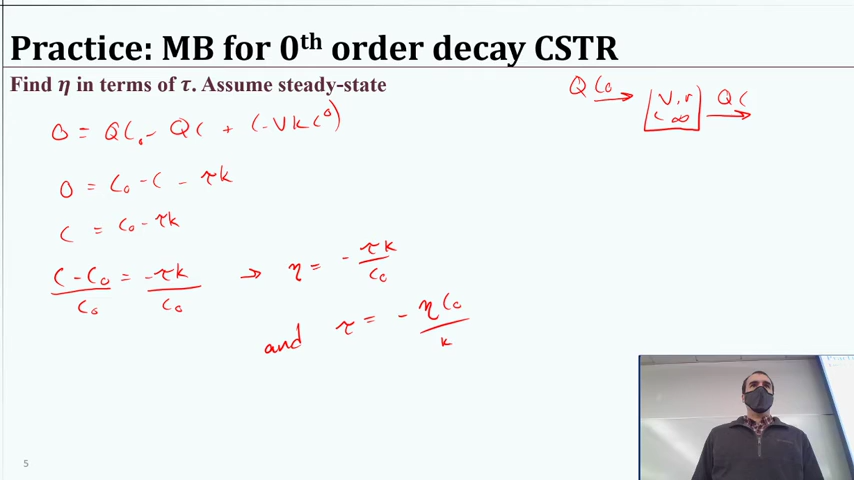 Practice: MB for 0th order decay CSTR
Find η in terms of τ. Assume steady-state
Q C₀
V, r
C ∞
QC
0 = QC₀ - QC + (-VkC⁰)
0 = C₀ - C - τk
C = C₀ - τk
(C - C₀)/C₀ = -τk/C₀ → η = - τk/C₀
and τ = - ηC₀/k
5